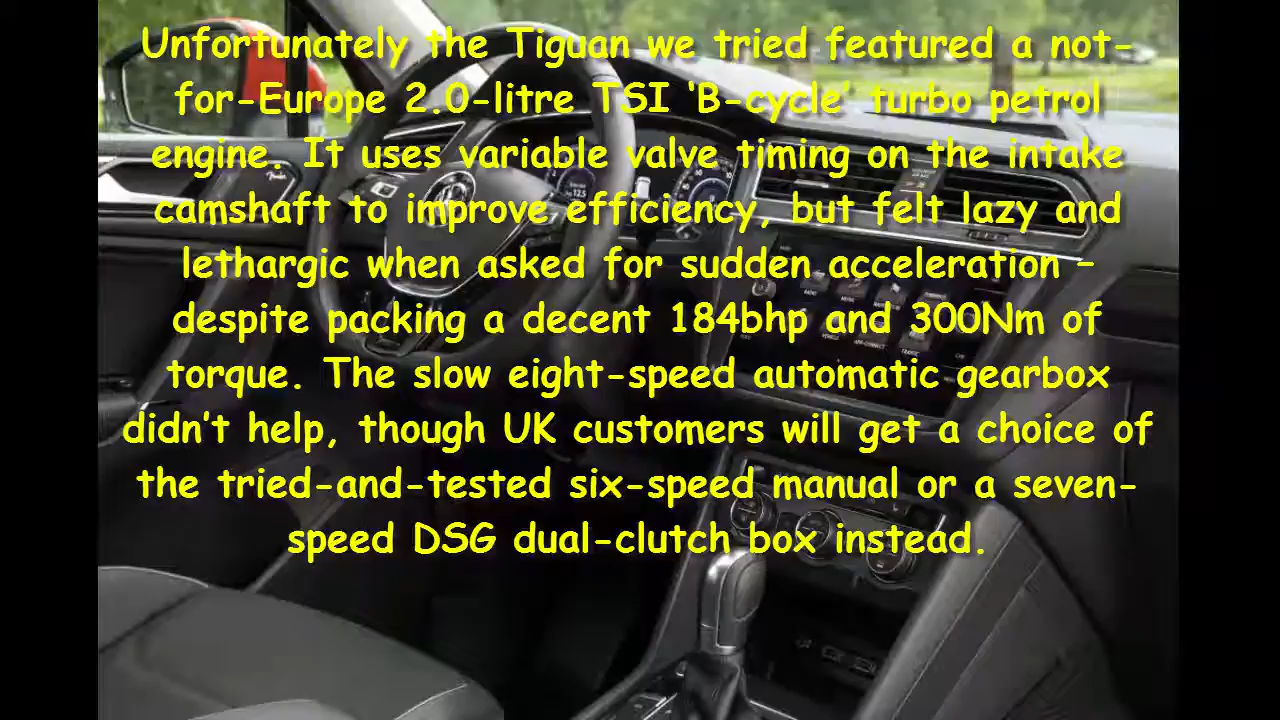 Unfortunately the Tiguan we tried featured a not-
for-Europe 2.0-litre TSI ‘B-cycle’ turbo petrol
engine. It uses variable valve timing on the intake
camshaft to improve efficiency, but felt lazy and
lethargic when asked for sudden acceleration –
despite packing a decent 184bhp and 300Nm of
torque. The slow eight-speed automatic gearbox
didn’t help, though UK customers will get a choice of
the tried-and-tested six-speed manual or a seven-
speed DSG dual-clutch box instead.
Fender